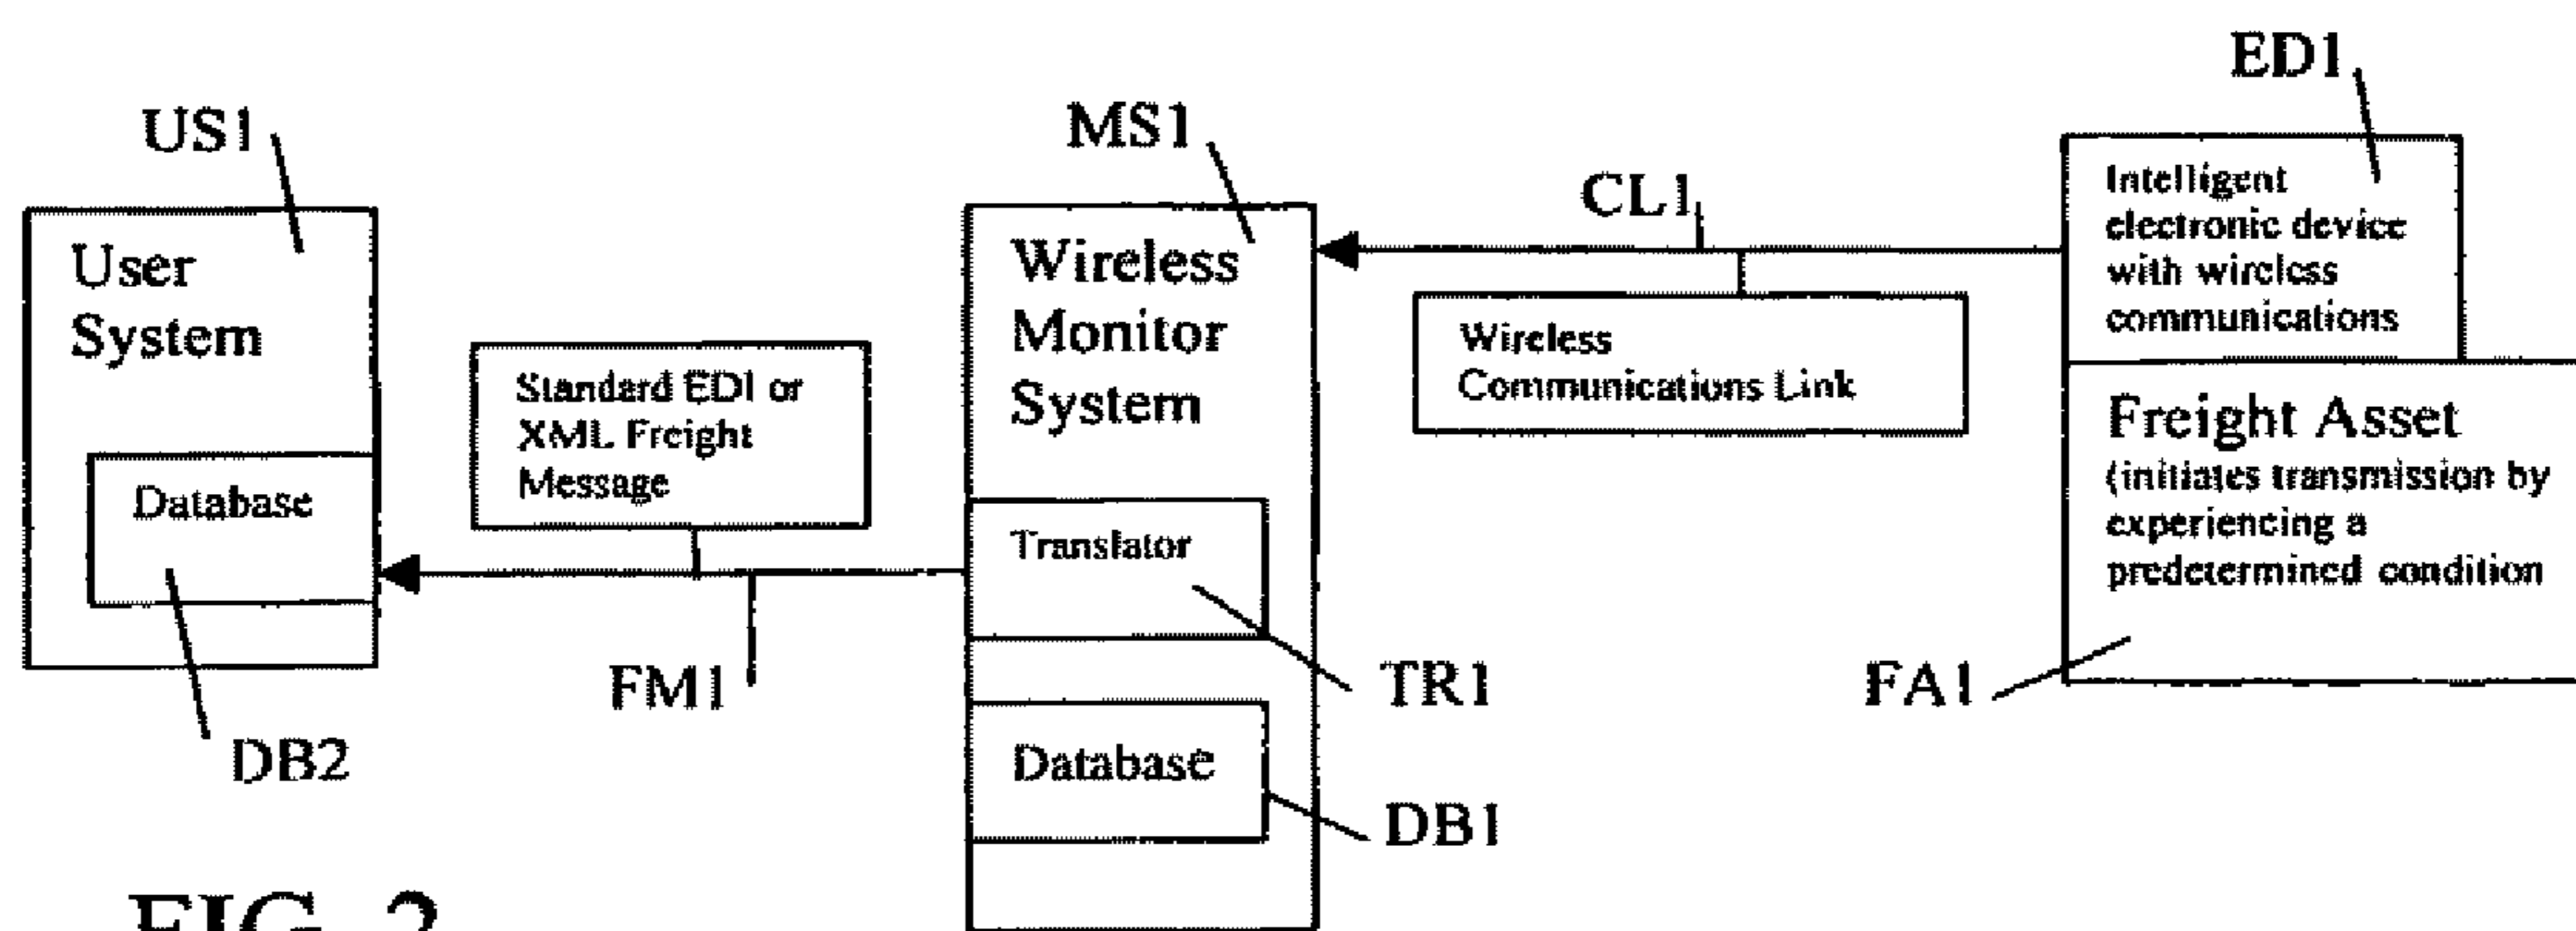 US1
User
System
Database
DB2
Standard EDI or
XML Freight
Message
FM1
MS1
Wireless
Monitor
System
Translator
TR1
Database
DB1
CL1
Wireless
Communications Link
ED1
Intelligent
electronic device
with wireless
communications
Freight Asset
(initiates transmission by
experiencing a
predetermined condition
FA1
FIG. 2